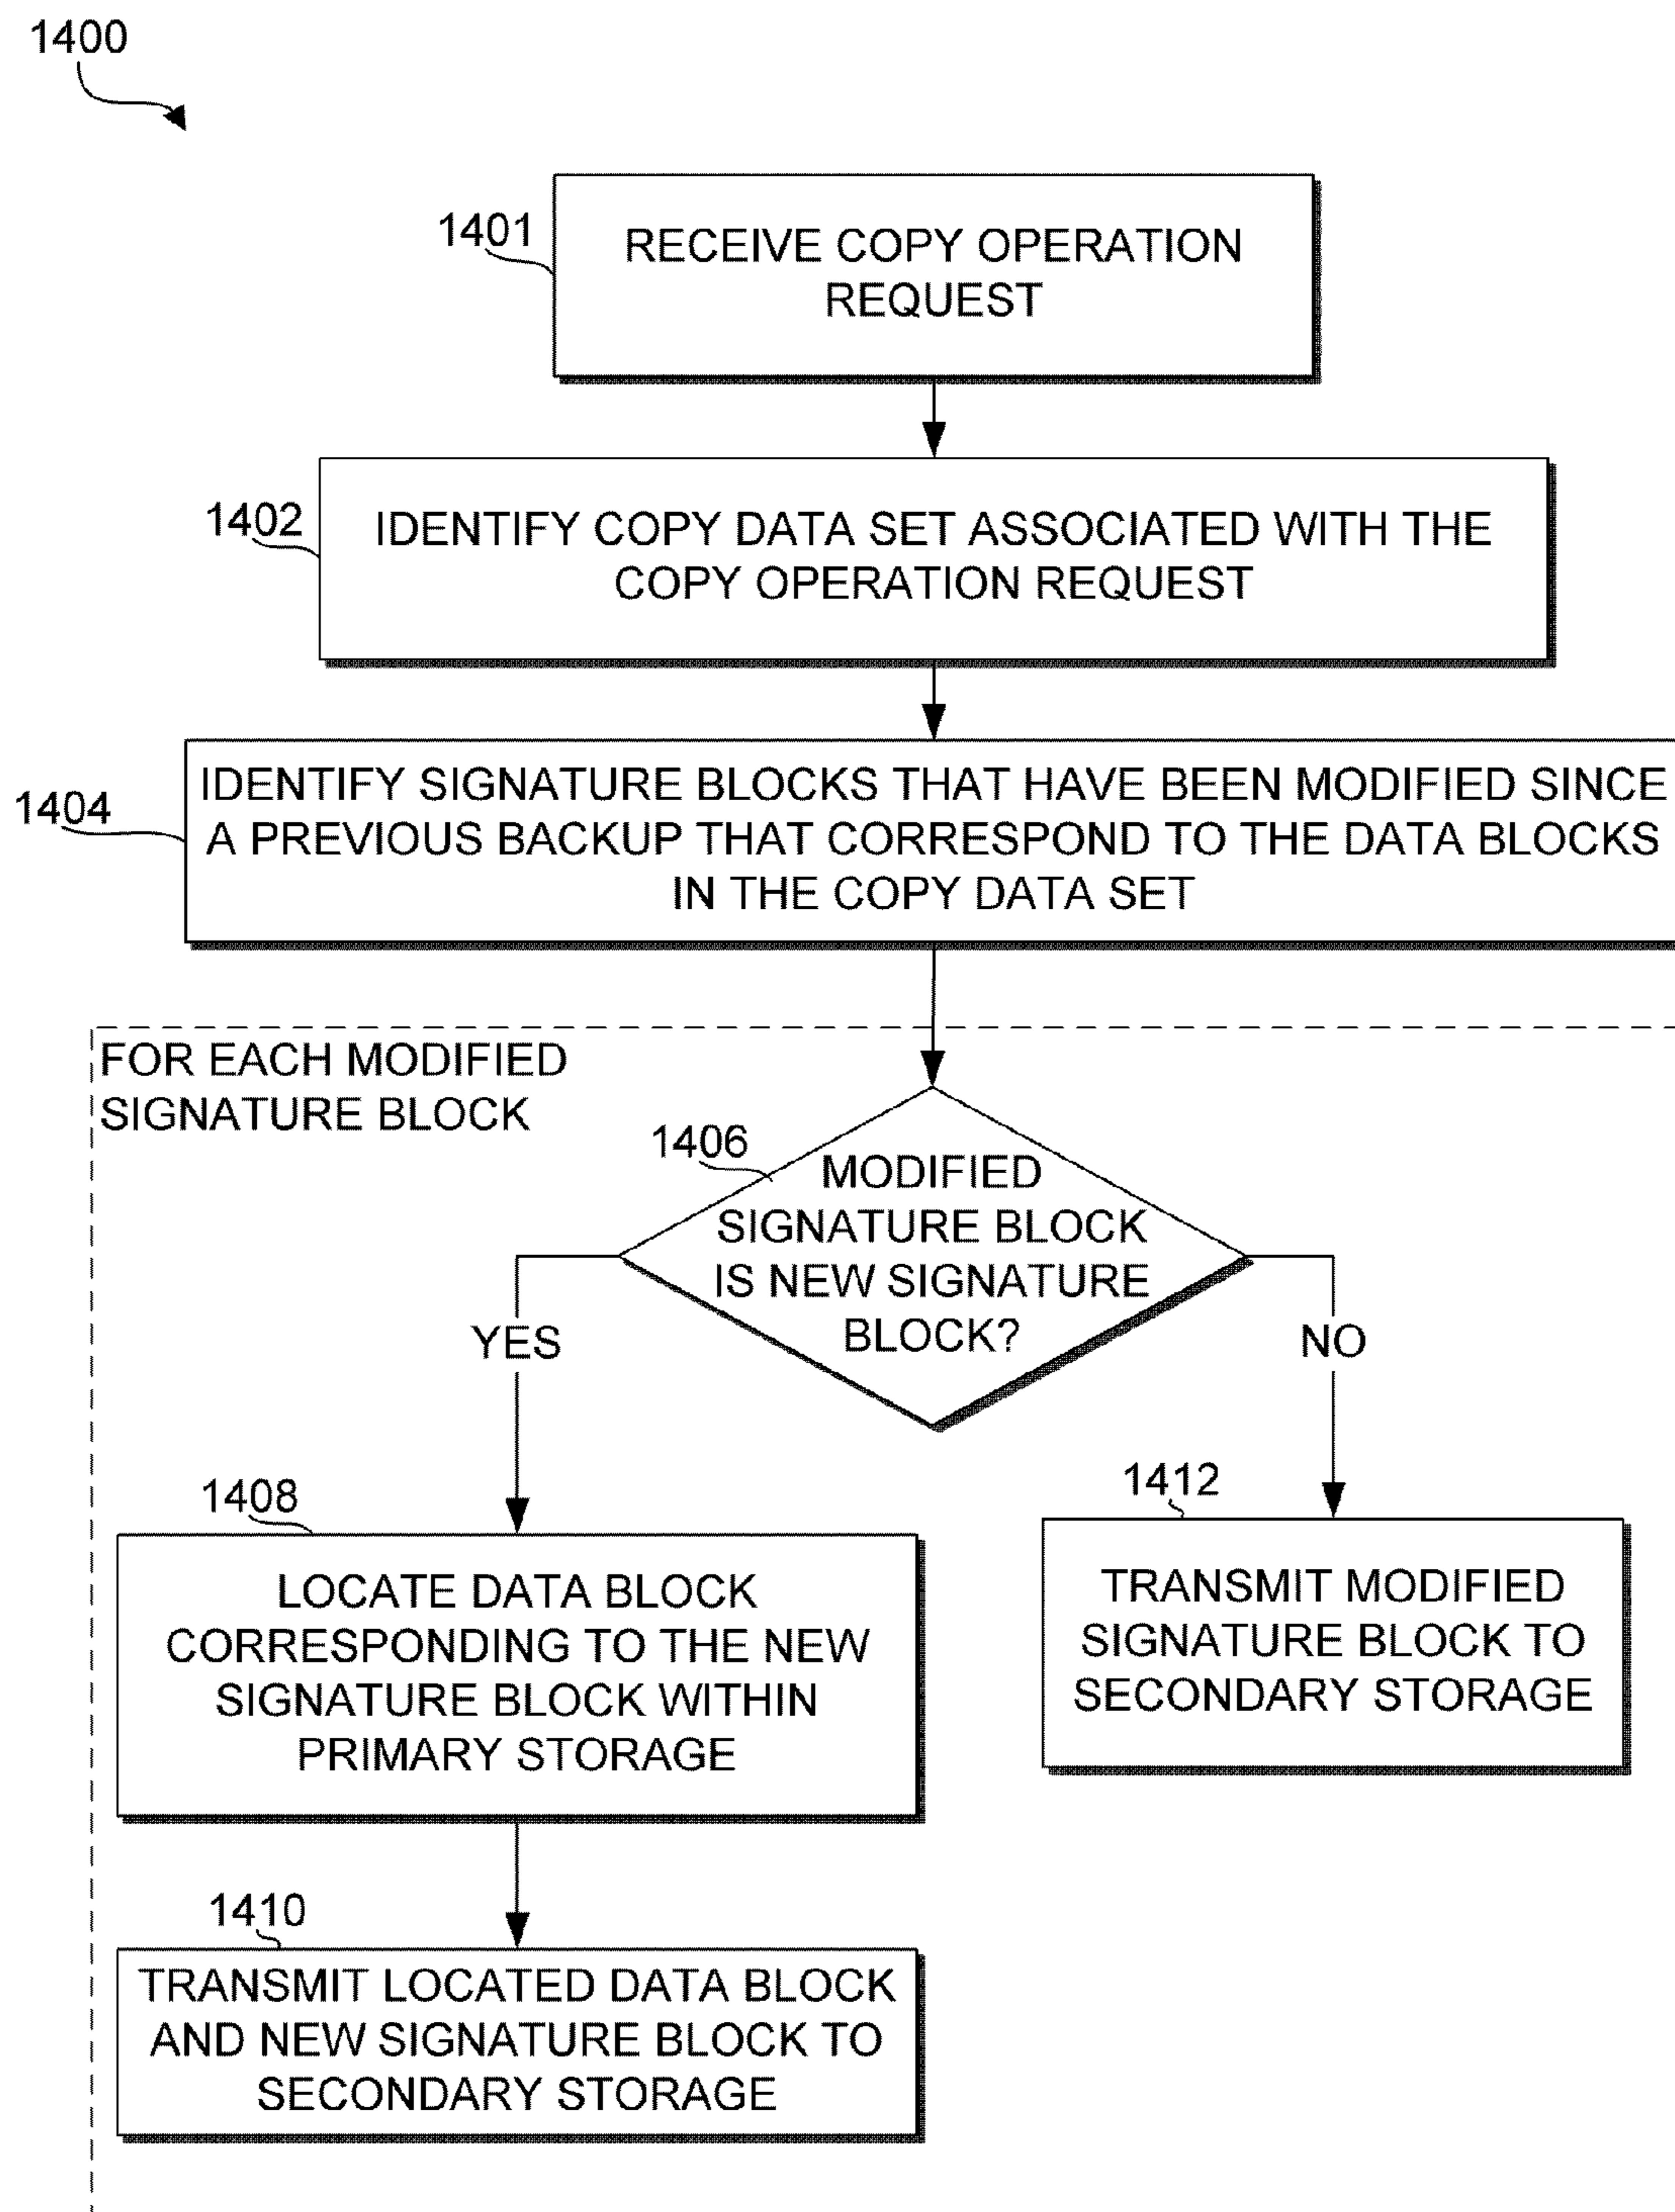 1400
1401
RECEIVE COPY OPERATION
REQUEST
1402
IDENTIFY COPY DATA SET ASSOCIATED WITH THE
COPY OPERATION REQUEST
1404
IDENTIFY SIGNATURE BLOCKS THAT HAVE BEEN MODIFIED SINCE
A PREVIOUS BACKUP THAT CORRESPOND TO THE DATA BLOCKS
IN THE COPY DATA SET
FOR EACH MODIFIED
SIGNATURE BLOCK
1406
MODIFIED
SIGNATURE BLOCK
IS NEW SIGNATURE
BLOCK?
YES
NO
1408
LOCATE DATA BLOCK
CORRESPONDING TO THE NEW
SIGNATURE BLOCK WITHIN
PRIMARY STORAGE
1412
TRANSMIT MODIFIED
SIGNATURE BLOCK TO
SECONDARY STORAGE
1410
TRANSMIT LOCATED DATA BLOCK
AND NEW SIGNATURE BLOCK TO
SECONDARY STORAGE